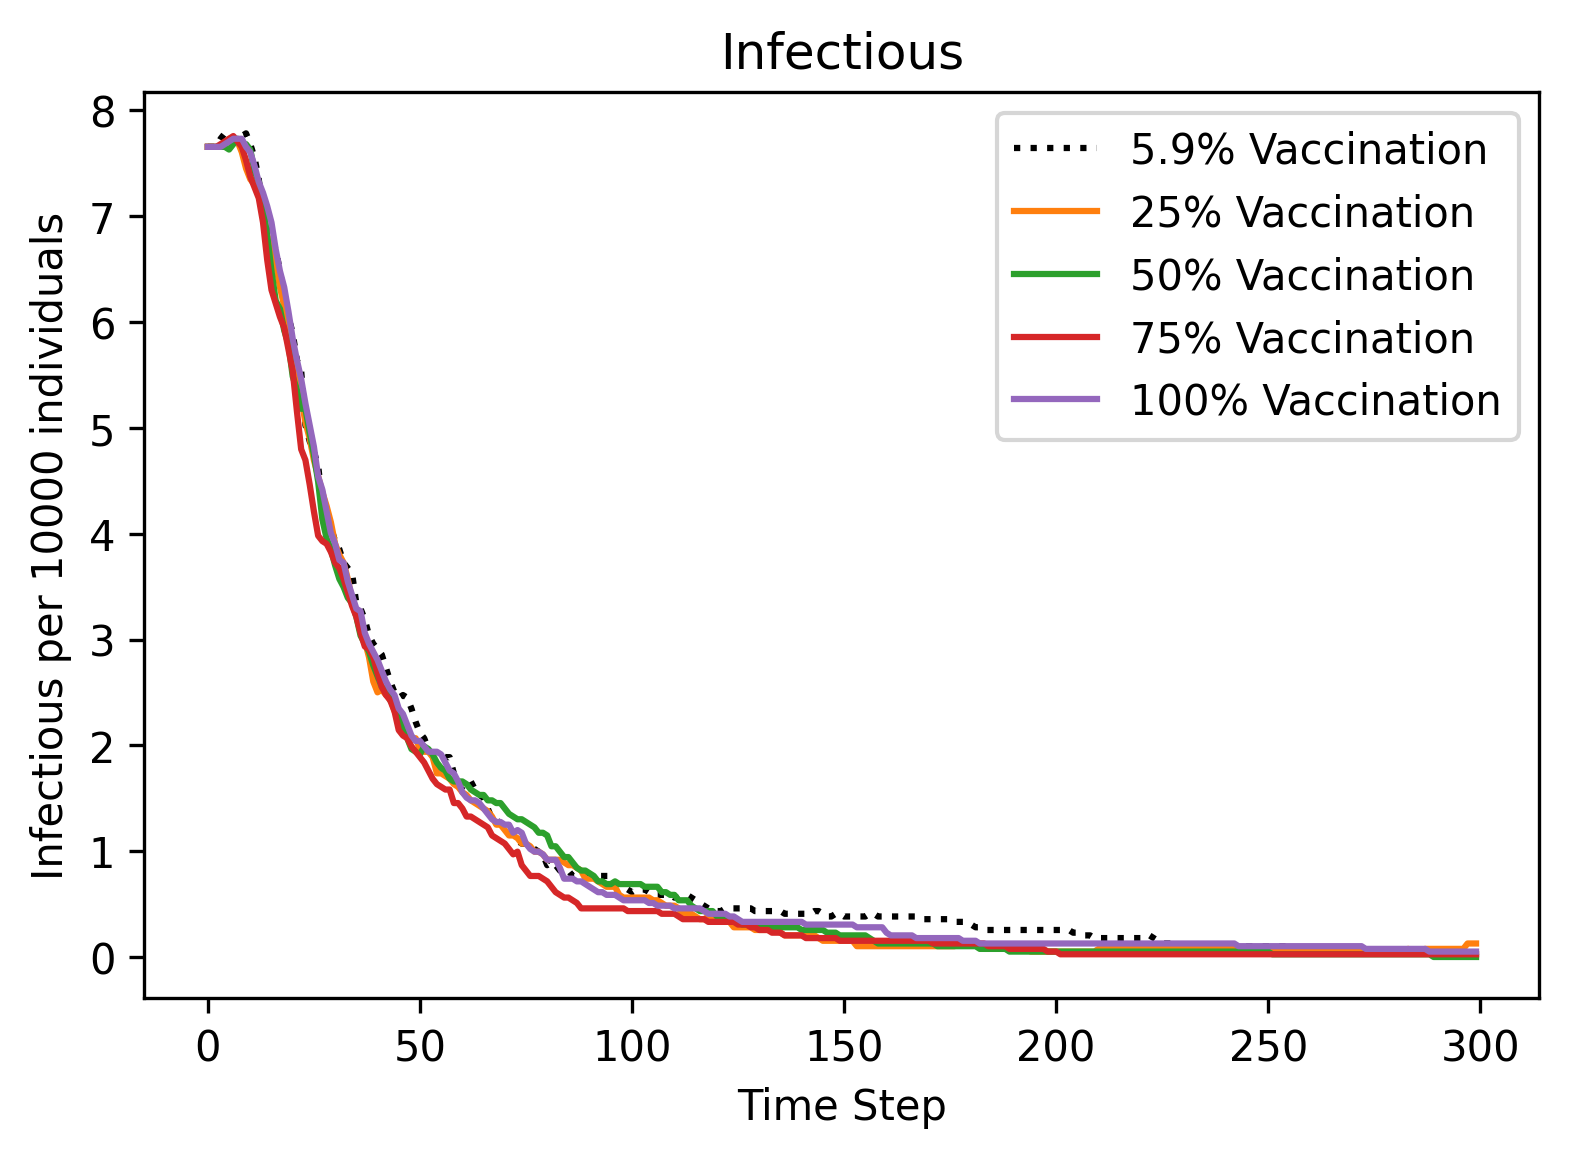 Infectious
Infectious per 10000 individuals
8
7
6
5
4
3
2
1
0
5.9% Vaccination
25% Vaccination
50% Vaccination
75% Vaccination
100% Vaccination
0 50 100 150 200 250 300
Time Step